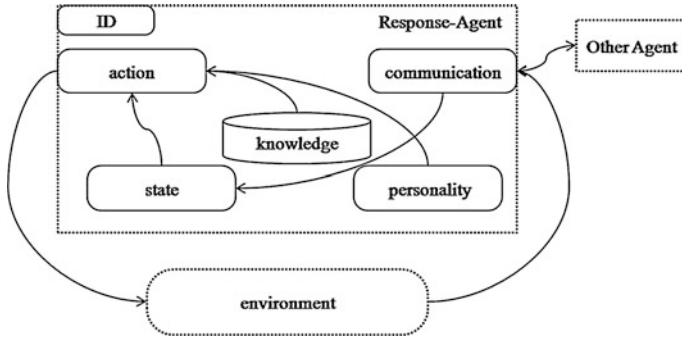 ID
Response-Agent
Other Agent
action
communication
knowledge
state
personality
environment